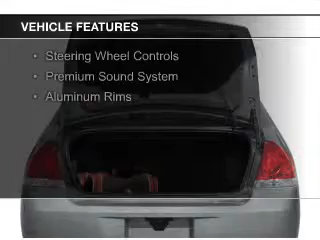 VEHICLE FEATURES
• Steering Wheel Controls
• Premium Sound System
• Aluminum Rims